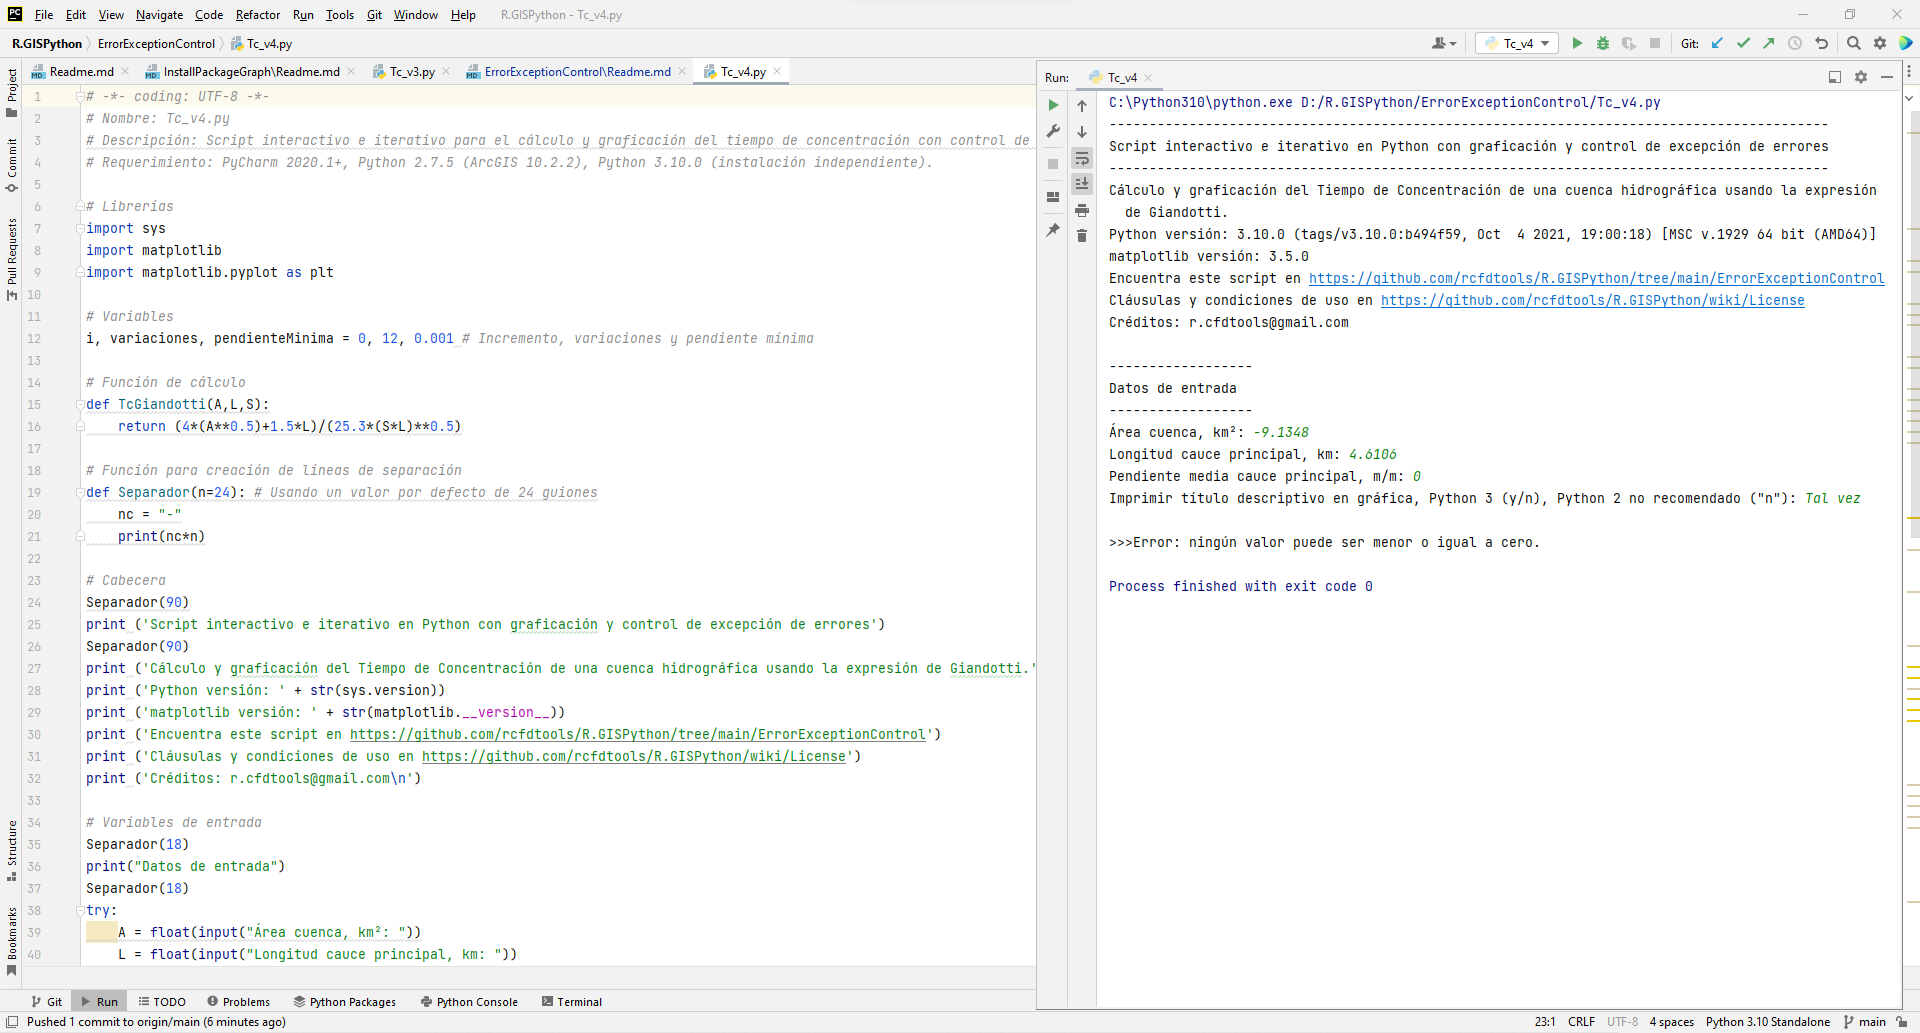 PC File Edit View Navigate Code Refactor Run Tools Git Window Help R.GISPython - Tc_v4.py
R.GISPython ErrorExceptionControl Tc_v4.py Tc_v4 Git:
Readme.md InstallPackageGraph\Readme.md Tc_v3.py ErrorExceptionControl\Readme.md Tc_v4.py
Project
Commit
Pull Requests
Structure
Bookmarks
1 # -*- coding: UTF-8 -*-
2 # Nombre: Tc_v4.py
3 # Descripción: Script interactivo e iterativo para el cálculo y graficación del tiempo de concentración con control de
4 # Requerimiento: PyCharm 2020.1+, Python 2.7.5 (ArcGIS 10.2.2), Python 3.10.0 (instalación independiente).
5
6 # Librerías
7 import sys
8 import matplotlib
9 import matplotlib.pyplot as plt
10
11 # Variables
12 i, variaciones, pendienteMinima = 0, 12, 0.001 # Incremento, variaciones y pendiente mínima
13
14 # Función de cálculo
15 def TcGiandotti(A,L,S):
16 return (4*(A**0.5)+1.5*L)/(25.3*(S*L)**0.5)
17
18 # Función para creación de líneas de separación
19 def Separador(n=24): # Usando un valor por defecto de 24 guiones
20 nc = "-"
21 print(nc*n)
22
23 # Cabecera
24 Separador(90)
25 print ('Script interactivo e iterativo en Python con graficación y control de excepción de errores')
26 Separador(90)
27 print ('Cálculo y graficación del Tiempo de Concentración de una cuenca hidrográfica usando la expresión de Giandotti.'
28 print ('Python versión: ' + str(sys.version))
29 print ('matplotlib versión: ' + str(matplotlib.__version__))
30 print ('Encuentra este script en https://github.com/rcfdtools/R.GISPython/tree/main/ErrorExceptionControl')
31 print ('Cláusulas y condiciones de uso en https://github.com/rcfdtools/R.GISPython/wiki/License')
32 print ('Créditos: r.cfdtools@gmail.com\n')
33
34 # Variables de entrada
35 Separador(18)
36 print("Datos de entrada")
37 Separador(18)
38 try:
39 A = float(input("Área cuenca, km²: "))
40 L = float(input("Longitud cauce principal, km: "))
Run: Tc_v4
C:\Python310\python.exe D:/R.GISPython/ErrorExceptionControl/Tc_v4.py
------------------------------------------------------------------------------------------
Script interactivo e iterativo en Python con graficación y control de excepción de errores
------------------------------------------------------------------------------------------
Cálculo y graficación del Tiempo de Concentración de una cuenca hidrográfica usando la expresión
de Giandotti.
Python versión: 3.10.0 (tags/v3.10.0:b494f59, Oct  4 2021, 19:00:18) [MSC v.1929 64 bit (AMD64)]
matplotlib versión: 3.5.0
Encuentra este script en https://github.com/rcfdtools/R.GISPython/tree/main/ErrorExceptionControl
Cláusulas y condiciones de uso en https://github.com/rcfdtools/R.GISPython/wiki/License
Créditos: r.cfdtools@gmail.com
------------------
Datos de entrada
------------------
Área cuenca, km²: -9.1348
Longitud cauce principal, km: 4.6106
Pendiente media cauce principal, m/m: 0
Imprimir título descriptivo en gráfica, Python 3 (y/n), Python 2 no recomendado ("n"): Tal vez
>>>Error: ningún valor puede ser menor o igual a cero.
Process finished with exit code 0
Git Run TODO Problems Python Packages Python Console Terminal
Pushed 1 commit to origin/main (6 minutes ago) 23:1 CRLF UTF-8 4 spaces Python 3.10 Standalone main